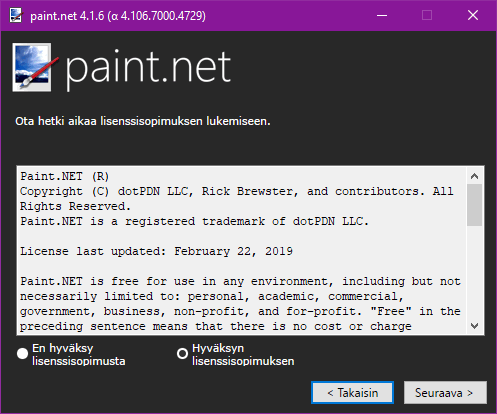 paint.net 4.1.6 (α 4.106.7000.4729)
paint.net
Ota hetki aikaa lisenssisopimuksen lukemiseen.
Paint.NET (R)
Copyright (C) dotPDN LLC, Rick Brewster, and contributors. All
Rights Reserved.
Paint.NET is a registered trademark of dotPDN LLC.
License last updated: February 22, 2019
Paint.NET is free for use in any environment, including but not
necessarily limited to: personal, academic, commercial,
government, business, non-profit, and for-profit. "Free" in the
preceding sentence means that there is no cost or charge
En hyväksy
lisenssisopimusta
Hyväksyn
lisenssisopimuksen
< Takaisin
Seuraava >